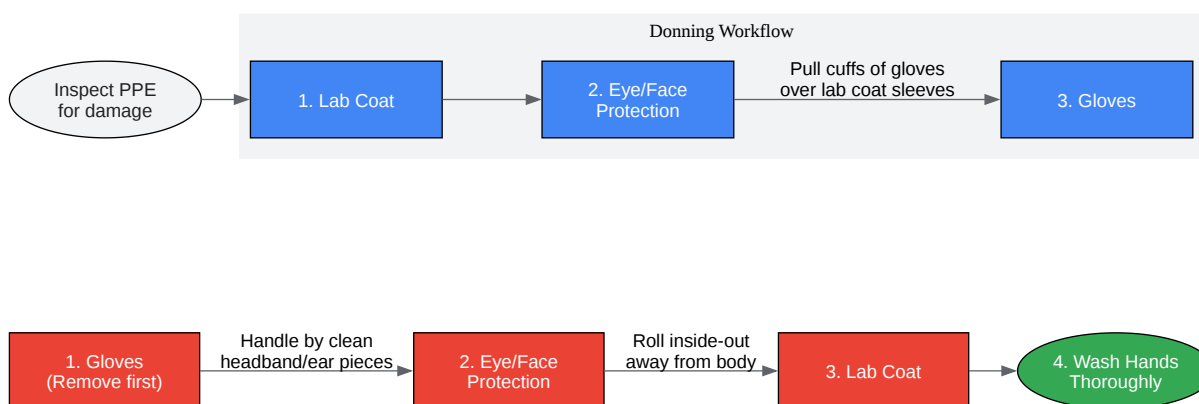 Donning Workflow
Inspect PPE
for damage
1. Lab Coat
2. Eye/Face
Protection
Pull cuffs of gloves
over lab coat sleeves
3. Gloves
1. Gloves
(Remove first)
Handle by clean
headband/ear pieces
2. Eye/Face
Protection
Roll inside-out
away from body
3. Lab Coat
4. Wash Hands
Thoroughly